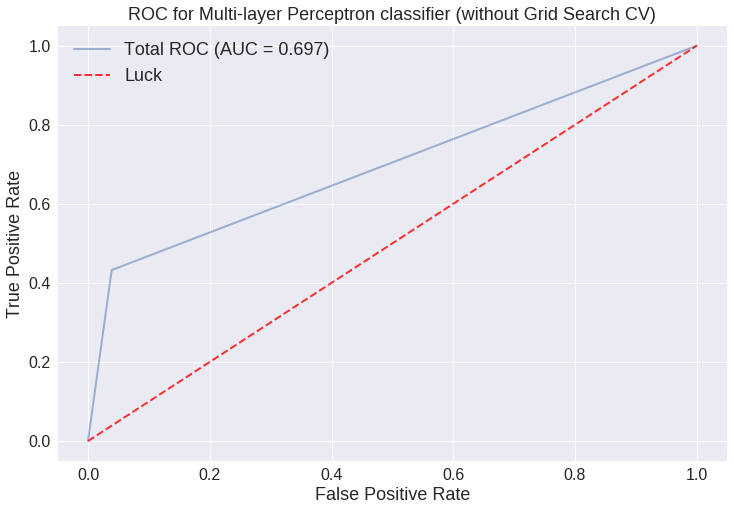 ROC for Multi-layer Perceptron classifier (without Grid Search CV)
Total ROC (AUC = 0.697)
Luck
1.0
0.8
0.6
0.4
0.2
0.0
True Positive Rate
0.0 0.2 0.4 0.6 0.8 1.0
False Positive Rate